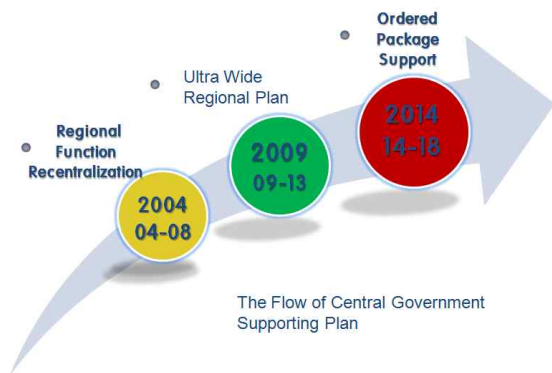 Ordered
Package
Support
Ultra Wide
Regional Plan
Regional
Function
Recentralization
2014
14-18
2009
09-13
2004
04-08
The Flow of Central Government
Supporting Plan